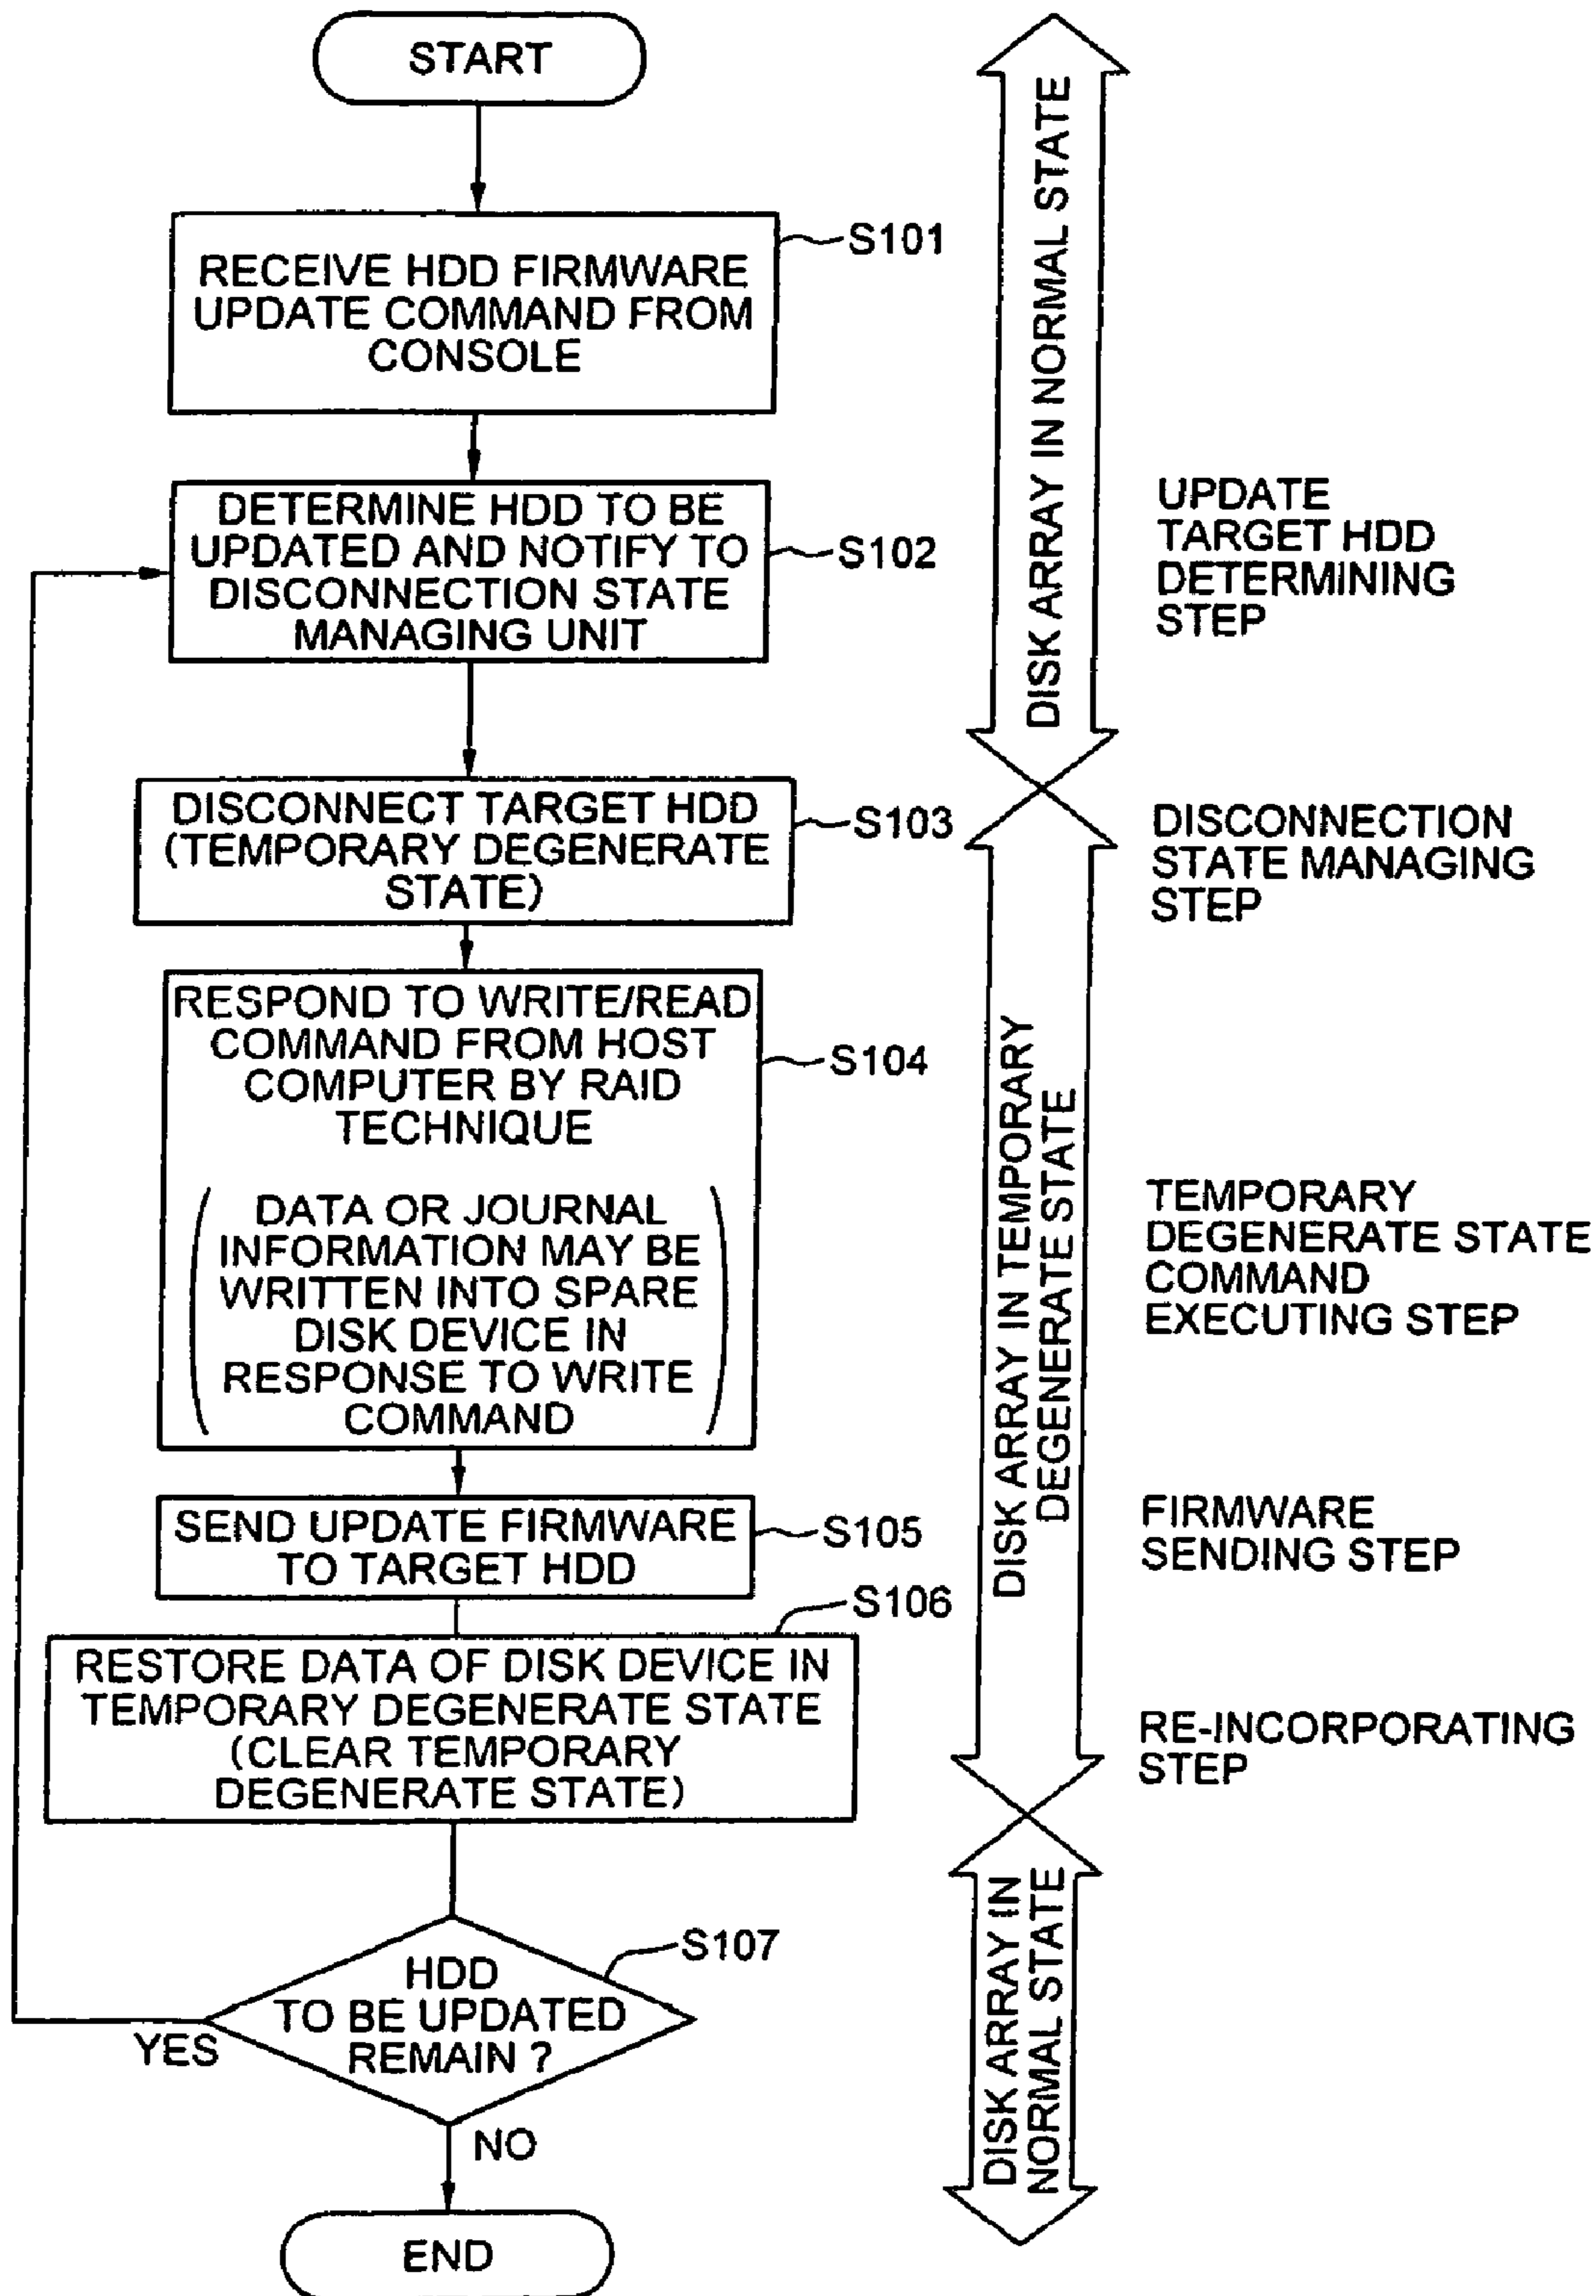 START
RECEIVE HDD FIRMWARE
UPDATE COMMAND FROM
CONSOLE
S101
DETERMINE HDD TO BE
UPDATED AND NOTIFY TO
DISCONNECTION STATE
MANAGING UNIT
S102
DISCONNECT TARGET HDD
(TEMPORARY DEGENERATE
STATE)
S103
RESPOND TO WRITE/READ
COMMAND FROM HOST
COMPUTER BY RAID
TECHNIQUE
DATA OR JOURNAL
INFORMATION MAY BE
WRITTEN INTO SPARE
DISK DEVICE IN
RESPONSE TO WRITE
COMMAND
S104
SEND UPDATE FIRMWARE
TO TARGET HDD
S105
S106
RESTORE DATA OF DISK DEVICE IN
TEMPORARY DEGENERATE STATE
(CLEAR TEMPORARY
DEGENERATE STATE)
S107
HDD
TO BE UPDATED
REMAIN ?
YES
NO
END
DISK ARRAY IN NORMAL STATE
DISK ARRAY IN TEMPORARY
DEGENERATE STATE
DISK ARRAY IN
NORMAL STATE
UPDATE
TARGET HDD
DETERMINING
STEP
DISCONNECTION
STATE MANAGING
STEP
TEMPORARY
DEGENERATE STATE
COMMAND
EXECUTING STEP
FIRMWARE
SENDING STEP
RE-INCORPORATING
STEP